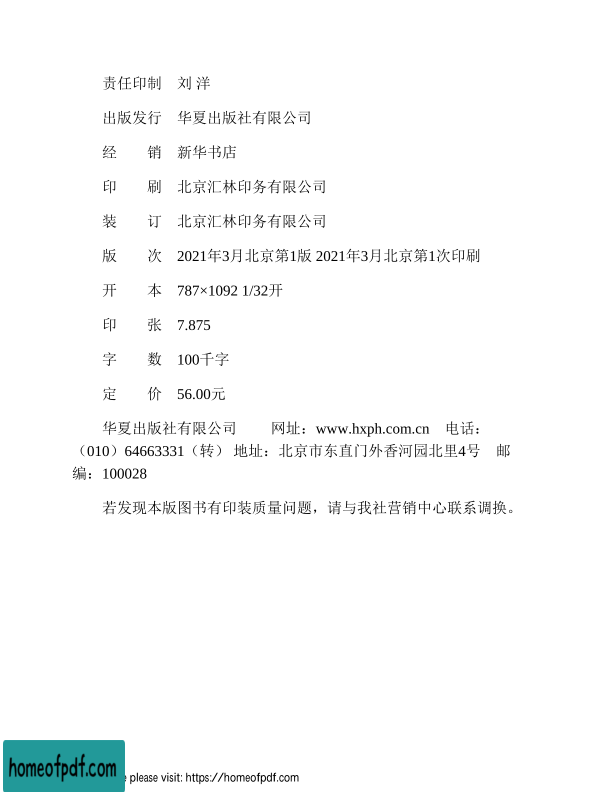 责任印制　刘 洋
出版发行　华夏出版社有限公司
经　　销　新华书店
印　　刷　北京汇林印务有限公司
装　　订　北京汇林印务有限公司
版　　次　2021年3月北京第1版 2021年3月北京第1次印刷
开　　本　787×1092 1/32开
印　　张　7.875
字　　数　100千字
定　　价　56.00元
华夏出版社有限公司　　网址：www.hxph.com.cn　电话：
（010）64663331（转） 地址：北京市东直门外香河园北里4号　邮
编：100028
若发现本版图书有印装质量问题，请与我社营销中心联系调换。
homeofpdf.com
please visit: https://homeofpdf.com